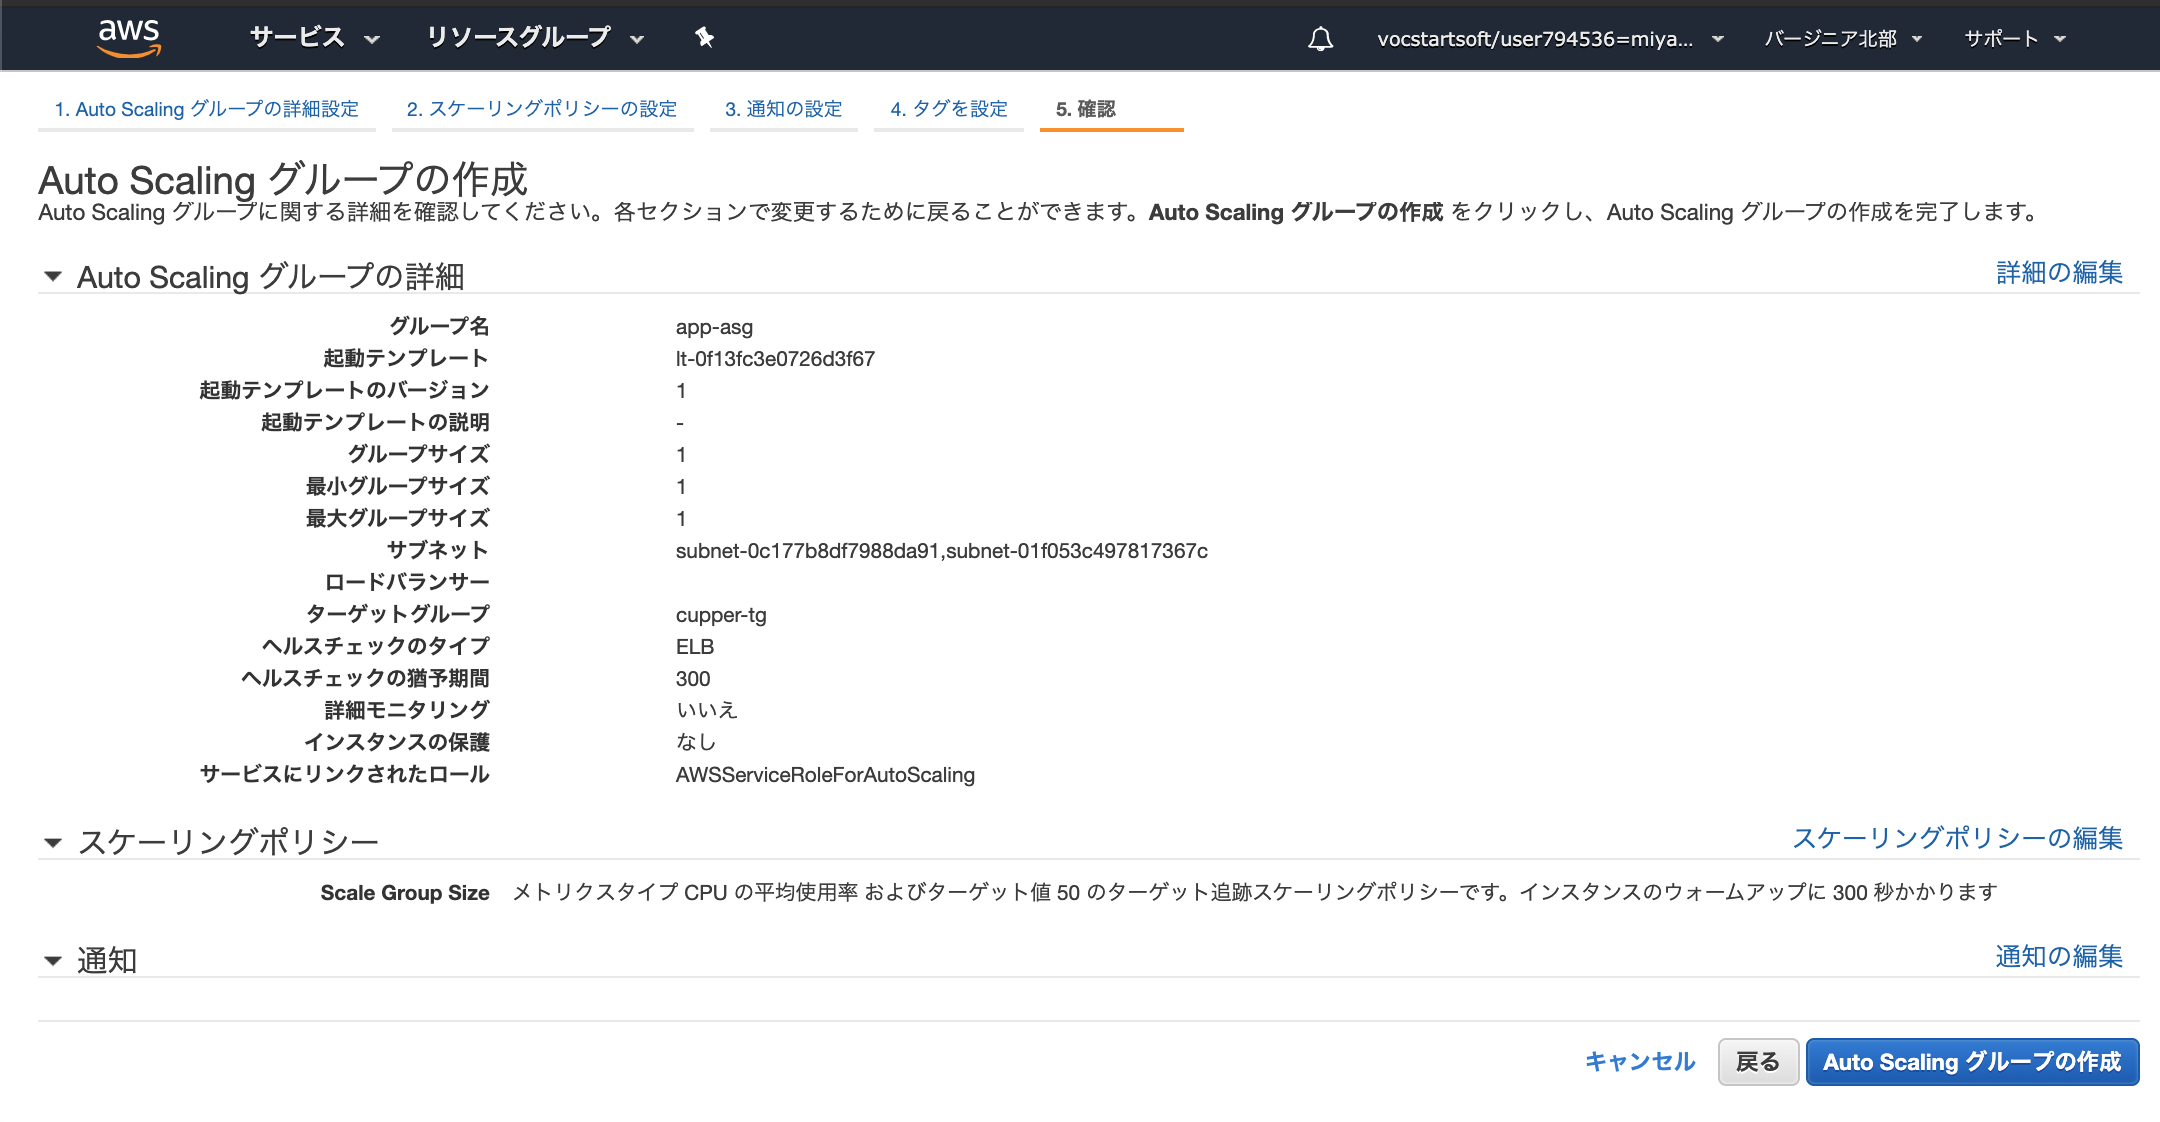 aws サービス リソースグループ vocstartsoft/user794536=miya... バージニア北部 サポート
1. Auto Scaling グループの詳細設定 2. スケーリングポリシーの設定 3. 通知の設定 4. タグを設定 5. 確認
Auto Scaling グループの作成
Auto Scaling グループに関する詳細を確認してください。各セクションで変更するために戻ることができます。Auto Scaling グループの作成 をクリックし、Auto Scaling グループの作成を完了します。
Auto Scaling グループの詳細 詳細の編集
グループ名 app-asg
起動テンプレート lt-0f13fc3e0726d3f67
起動テンプレートのバージョン 1
起動テンプレートの説明 -
グループサイズ 1
最小グループサイズ 1
最大グループサイズ 1
サブネット subnet-0c177b8df7988da91,subnet-01f053c497817367c
ロードバランサー
ターゲットグループ cupper-tg
ヘルスチェックのタイプ ELB
ヘルスチェックの猶予期間 300
詳細モニタリング いいえ
インスタンスの保護 なし
サービスにリンクされたロール AWSServiceRoleForAutoScaling
スケーリングポリシー スケーリングポリシーの編集
Scale Group Size メトリクスタイプ CPU の平均使用率 およびターゲット値 50 のターゲット追跡スケーリングポリシーです。インスタンスのウォームアップに 300 秒かかります
通知 通知の編集
キャンセル 戻る Auto Scaling グループの作成